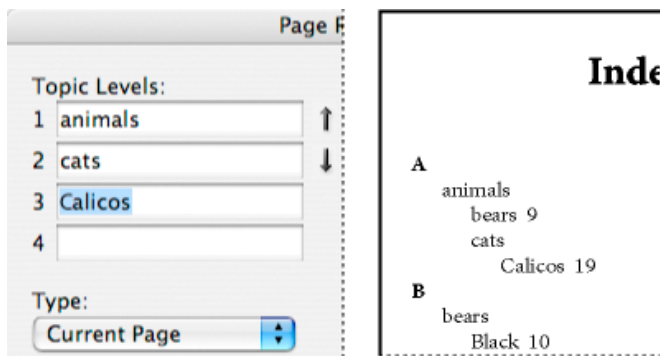 Page
Topic Levels:
1 animals
2 cats
3 Calicos
4
Type:
Current Page
Inde
A
animals
bears 9
cats
Calicos 19
B
bears
Black 10